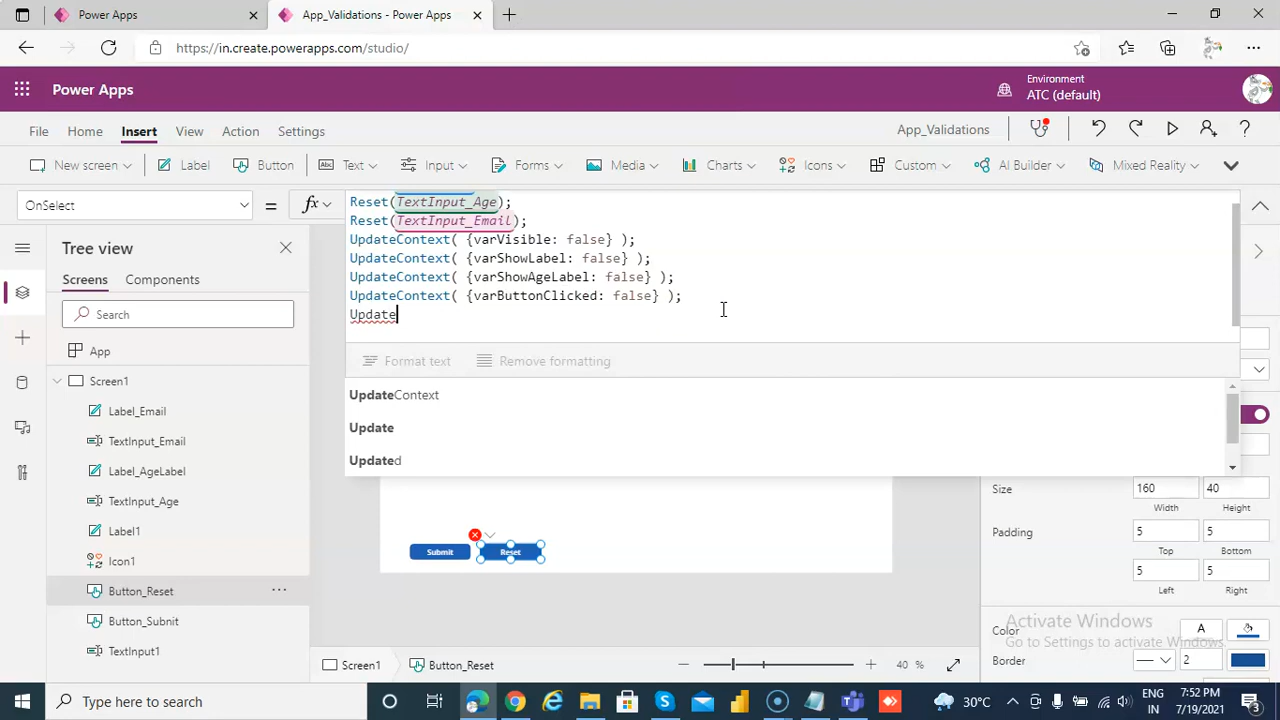 Power Apps
App_Validations - Power Apps
https://in.create.powerapps.com/studio/
Power Apps
Environment
ATC (default)
File
Home
Insert
View
Action
Settings
App_Validations
New screen
Label
Button
Abc
Text
Input
Forms
Media
Charts
Icons
Custom
AI Builder
Mixed Reality
OnSelect
=
fx
Reset(TextInput_Age);
Reset(TextInput_Email);
UpdateContext( {varVisible: false} );
UpdateContext( {varShowLabel: false} );
UpdateContext( {varShowAgeLabel: false} );
UpdateContext( {varButtonClicked: false} );
Update
Format text
Remove formatting
UpdateContext
Update
Updated
Tree view
Screens
Components
Search
App
Screen1
Label_Email
TextInput_Email
Label_AgeLabel
TextInput_Age
Label1
Icon1
Button_Reset
Button_Subnit
TextInput1
Submit
Reset
Size
160
40
Width
Height
Padding
5
5
Top
Bottom
5
5
Left
Right
Color
A
Border
2
Activate Windows
Go to Settings to activate Windows.
Screen1
Button_Reset
40 %
Type here to search
30°C
ENG
IN
7:52 PM
7/19/2021
3